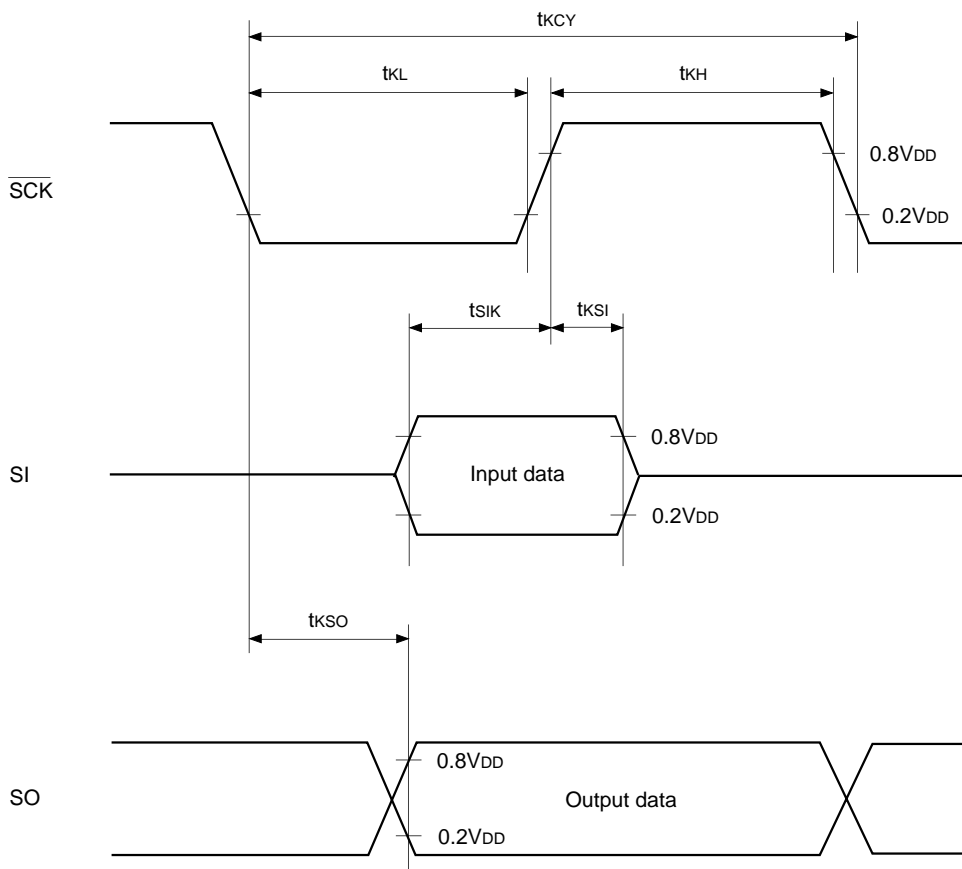 tKCY
tKL
tKH
0.8VDD
SCK
0.2VDD
tSIK
tKSI
0.8VDD
SI
Input data
0.2VDD
tKSO
0.8VDD
SO
Output data
0.2VDD